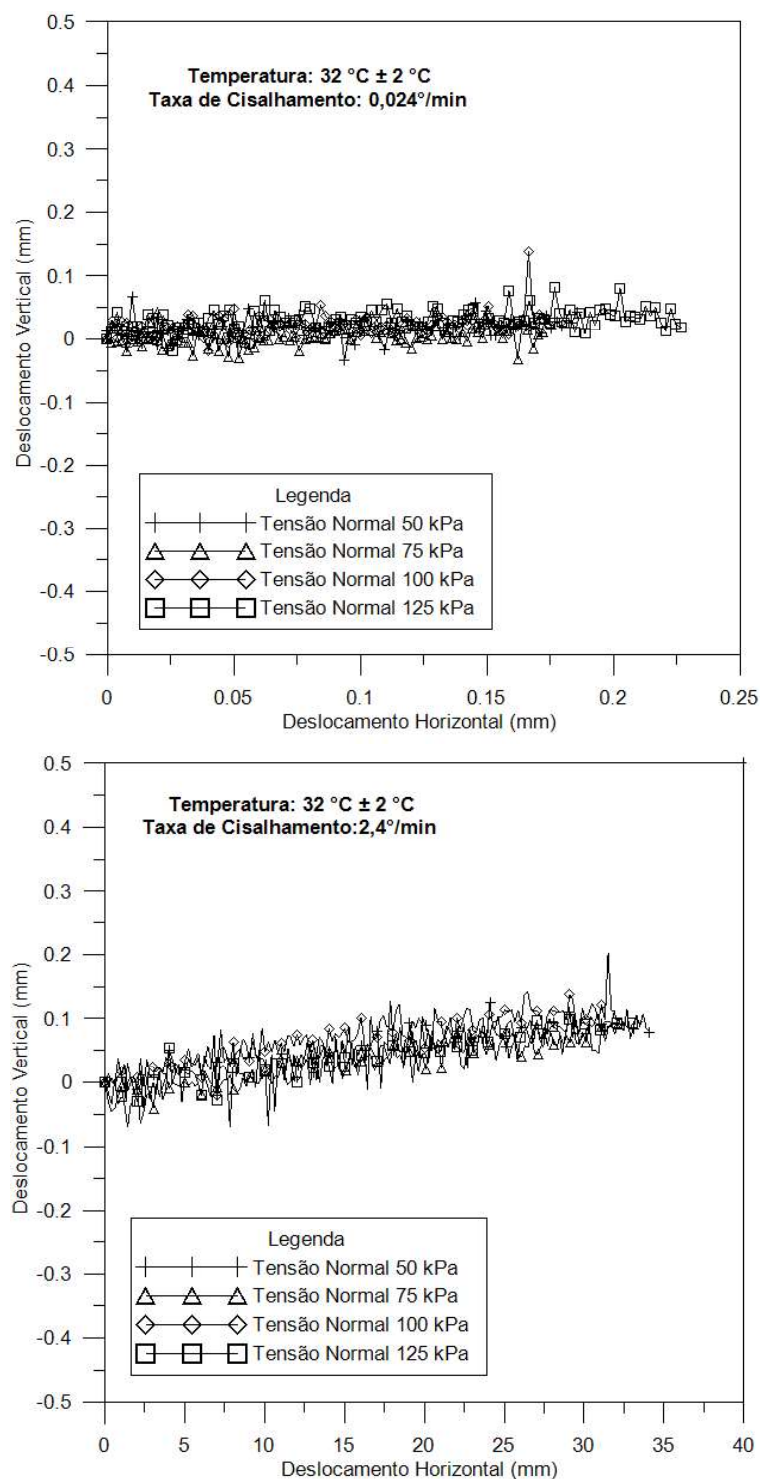 0.5
Temperatura: 32 °C ± 2 °C
0.4
Taxa de Cisalhamento: 0,024°/min
0.3
0.2
0.1
0
-0.1
-0.2
-0.3
-0.4
-0.5
Deslocamento Vertical (mm)
Legenda
Tensão Normal 50 kPa
Tensão Normal 75 kPa
Tensão Normal 100 kPa
Tensão Normal 125 kPa
0 0.05 0.1 0.15 0.2 0.25
Deslocamento Horizontal (mm)
0.5
Temperatura: 32 °C ± 2 °C
0.4
Taxa de Cisalhamento:2,4°/min
0.3
0.2
0.1
0
-0.1
-0.2
-0.3
-0.4
-0.5
Deslocamento Vertical (mm)
Legenda
Tensão Normal 50 kPa
Tensão Normal 75 kPa
Tensão Normal 100 kPa
Tensão Normal 125 kPa
0 5 10 15 20 25 30 35 40
Deslocamento Horizontal (mm)